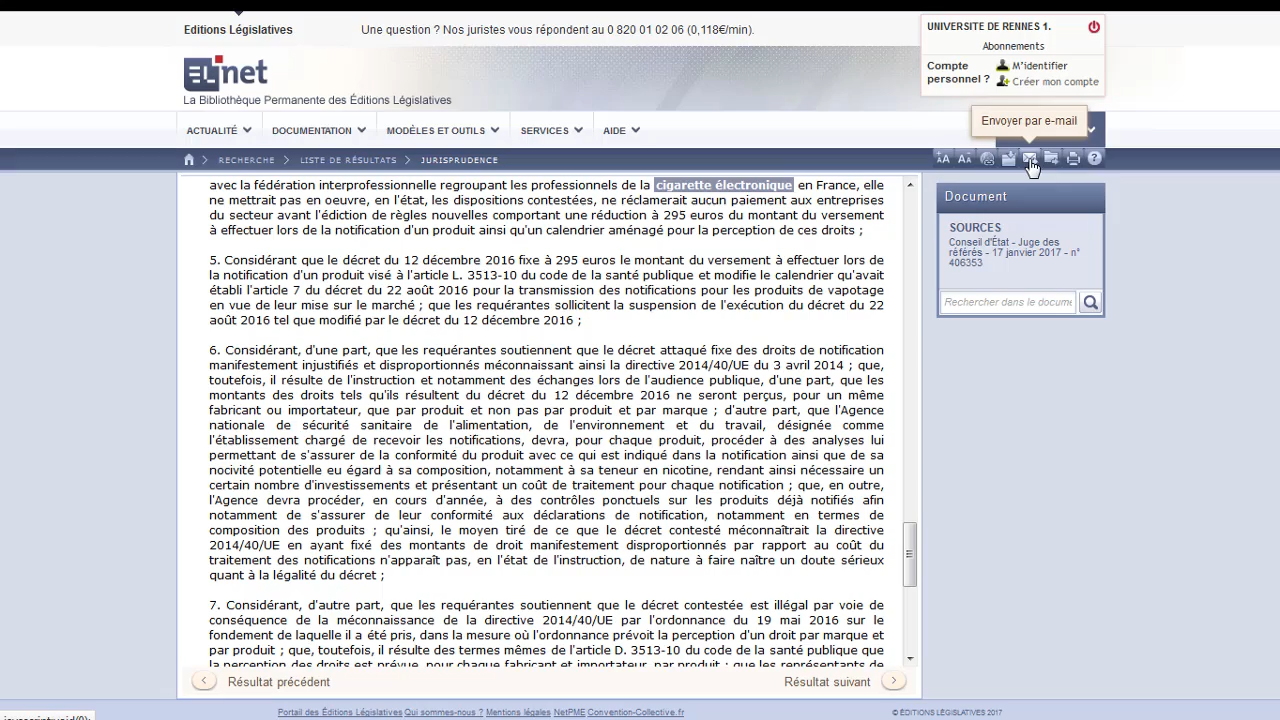 Editions Législatives
Une question ? Nos juristes vous répondent au 0 820 01 02 06 (0,118€/min).
UNIVERSITE DE RENNES 1.
Abonnements
Compte personnel ?
M'identifier
Créer mon compte
ELnet
La Bibliothèque Permanente des Éditions Législatives
Envoyer par e-mail
ACTUALITÉ DOCUMENTATION MODÈLES ET OUTILS SERVICES AIDE
RECHERCHE > LISTE DE RÉSULTATS > JURISPRUDENCE
avec la fédération interprofessionnelle regroupant les professionnels de la cigarette électronique en France, elle
ne mettrait pas en oeuvre, en l'état, les dispositions contestées, ne réclamerait aucun paiement aux entreprises
du secteur avant l'édiction de règles nouvelles comportant une réduction à 295 euros du montant du versement
à effectuer lors de la notification d'un produit ainsi qu'un calendrier aménagé pour la perception de ces droits ;
5. Considérant que le décrct du 12 décembre 2016 fixe à 295 euros le montant du versement à effectuer lors de
la notification d'un produit visé à l'article L. 3513-10 du code de la santé publique et modifie le calendrier qu'avait
établi l'article 7 du décret du 22 août 2016 pour la transmission des notifications pour les produits de vapotage
en vue de leur mise sur le marché ; que les requérantes sollicitent la suspension de l'exécution du décret du 22
août 2016 tel que modifié par le décret du 12 décembre 2016 ;
6. Considérant, d'une part, que les requérantes soutiennent que le décret attaqué fixe des droits de notification
manifestement injustifiés et disproportionnés méconnaissant ainsi la directive 2014/40/UE du 3 avril 2014 ; que,
toutefois, il résulte de l'instruction et notamment des échanges lors de l'audience publique, d'une part, que les
montants des droits tels qu'ils résultent du décret du 12 décembre 2016 ne seront perçus, pour un même
fabricant ou importateur, que par produit et non pas par produit et par marque ; d'autre part, que l'Agence
nationale de sécurité sanitaire de l'alimentation, de l'environnement et du travail, désignée comme
l'établissement chargé de recevoir les notifications, devra, pour chaque produit, procéder à des analyses lui
permettant de s'assurer de la conformité du produit avec ce qui est indiqué dans la notification ainsi que de sa
nocivité potentielle eu égard à sa composition, notamment à sa teneur en nicotine, rendant ainsi nécessaire un
certain nombre d'investissements et présentant un coût de traitement pour chaque notification ; que, en outre,
l'Agence devra procéder, en cours d'année, à des contrôles ponctuels sur les produits déjà notifiés afin
notamment de s'assurer de leur conformité aux déclarations de notification, notamment en termes de
composition des produits ; qu'ainsi, le moyen tiré de ce que le décret contesté méconnaîtrait la directive
2014/40/UE en ayant fixé des montants de droit manifestement disproportionnés par rapport au coût du
traitement des notifications n'apparaît pas, en l'état de l'instruction, de nature à faire naître un doute sérieux
quant à la légalité du décret ;
7. Considérant, d'autre part, que les requérantes soutiennent que le décret contestée est illégal par voie de
conséquence de la méconnaissance de la directive 2014/40/UE par l'ordonnance du 19 mai 2016 sur le
fondement de laquelle il a été pris, dans la mesure où l'ordonnance prévoit la perception d'un droit par marque et
par produit ; que, toutefois, il résulte des termes mêmes de l'article D. 3513-10 du code de la santé publique que
la perception des droits est prévue, pour chaque fabricant et importateur, par produit ; que les représentants de
Document
SOURCES
Conseil d'État - Juge des
référés - 17 janvier 2017 - n°
406353
Rechercher dans le docume
Résultat précédent
Résultat suivant
Portail des Éditions Législatives Qui sommes-nous ? Mentions légales NetPME Convention-Collective.fr
© ÉDITIONS LÉGISLATIVES 2017